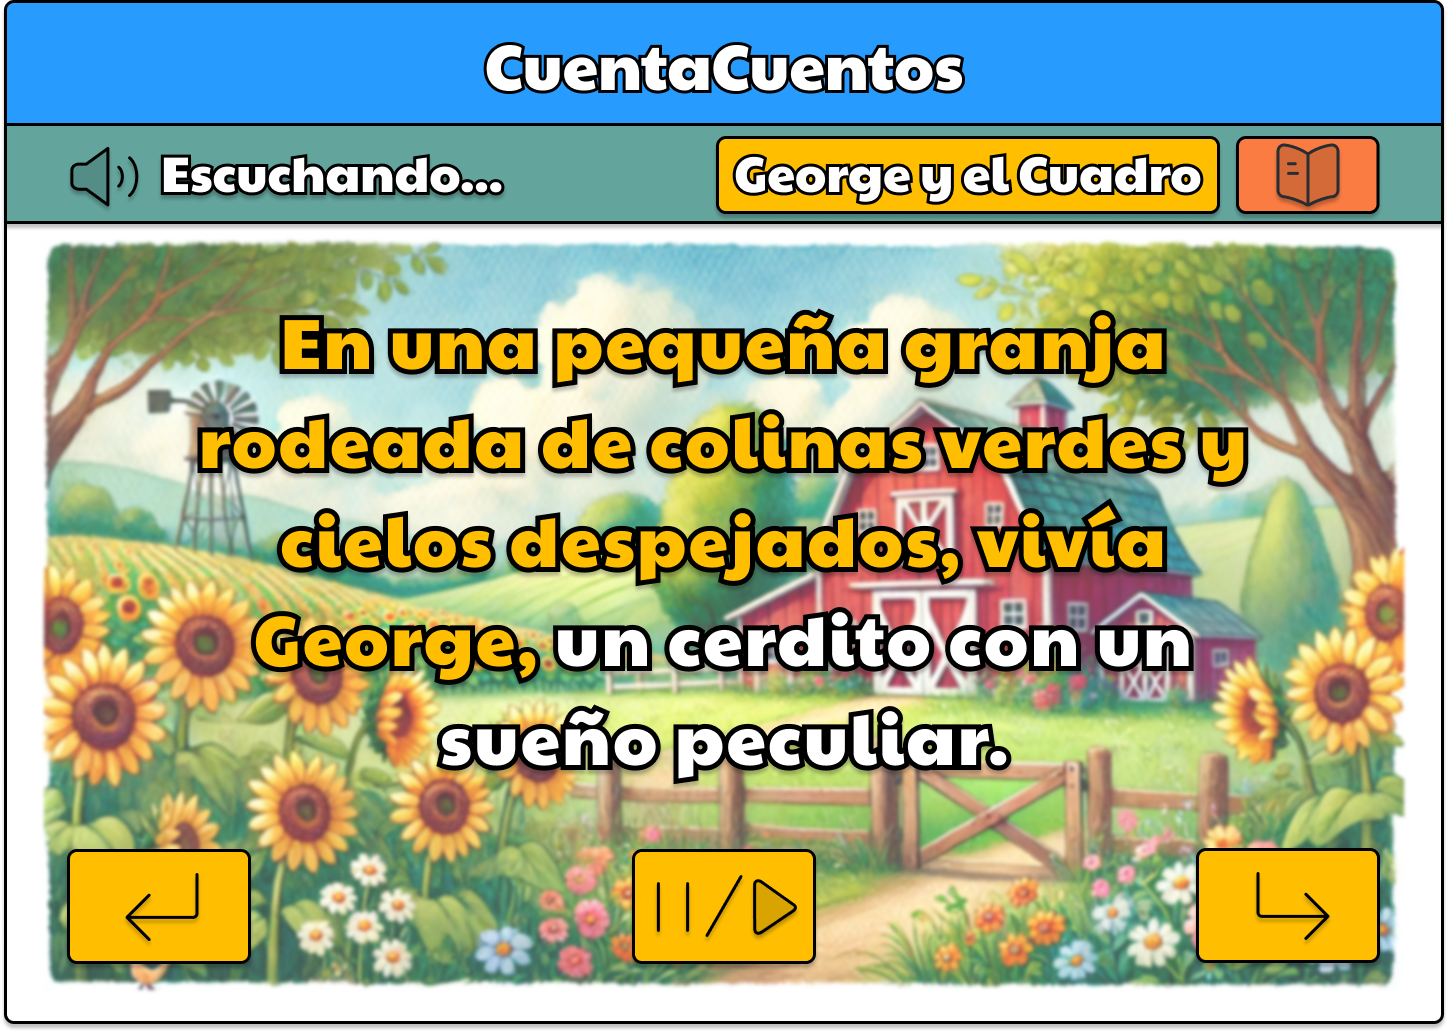 CuentaCuentos
Escuchando...
George y el Cuadro
En una pequeña granja
rodeada de colinas verdes y
cielos despejados, vivía
George, un cerdito con un
sueño peculiar.